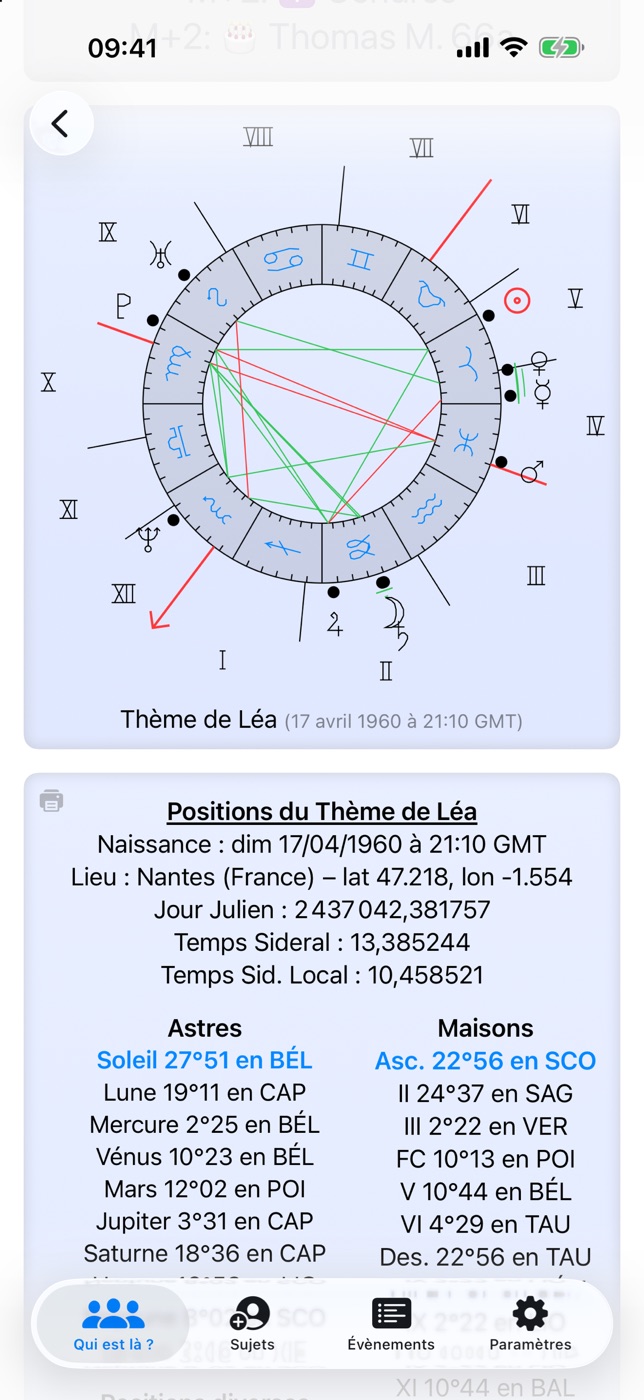 M+2: Thomas M. 66a
09:41
VIII
VII
IX
VI
V
X
IV
XI
III
XII
I
II
Thème de Léa (17 avril 1960 à 21:10 GMT)
Positions du Thème de Léa
Naissance : dim 17/04/1960 à 21:10 GMT
Lieu : Nantes (France) – lat 47.218, lon -1.554
Jour Julien : 2 437 042,381757
Temps Sideral : 13,385244
Temps Sid. Local : 10,458521
Astres
Maisons
Soleil 27°51 en BÉL
Asc. 22°56 en SCO
Lune 19°11 en CAP
II 24°37 en SAG
Mercure 2°25 en BÉL
III 2°22 en VER
Vénus 10°23 en BÉL
FC 10°13 en POI
Mars 12°02 en POI
V 10°44 en BÉL
Jupiter 3°31 en CAP
VI 4°29 en TAU
Saturne 18°36 en CAP
Des. 22°56 en TAU
Qui est là ?
Sujets
Évènements
Paramètres
XI 10°44 en BAL